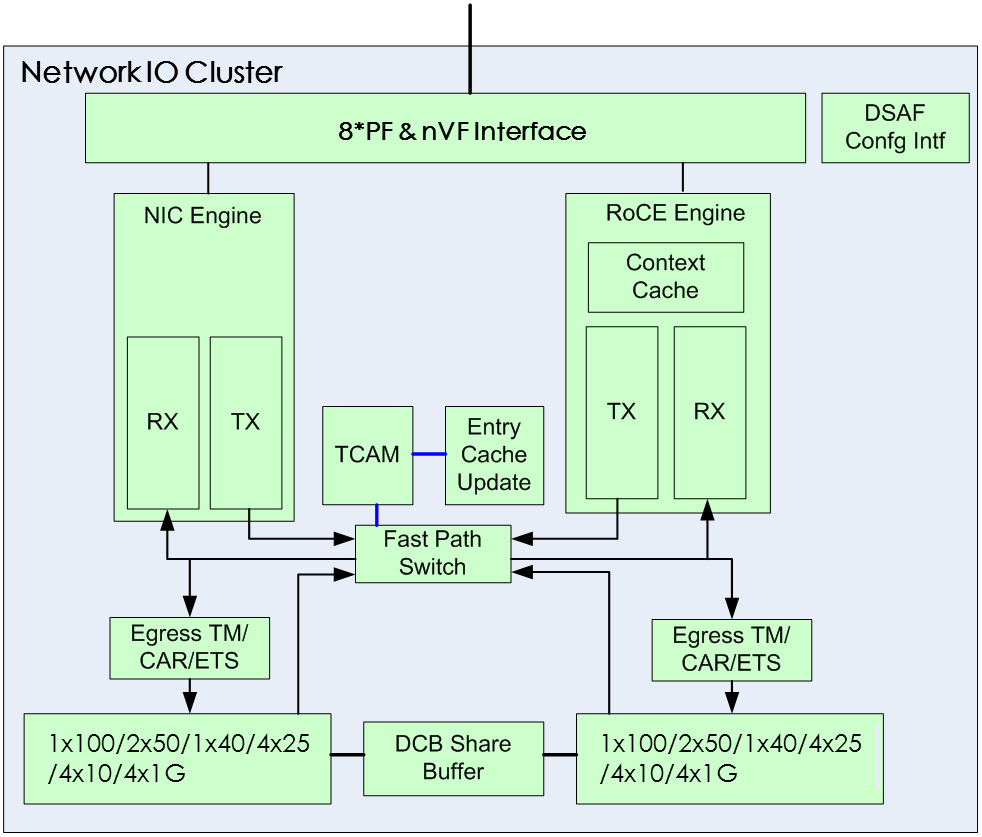 Network IO Cluster
8*PF & nVF Interface
DSAF
Confg Intf
NIC Engine
RX
TX
RoCE Engine
Context
Cache
TX
RX
TCAM
Entry
Cache
Update
Fast Path
Switch
Egress TM/
CAR/ETS
Egress TM/
CAR/ETS
1x100/2x50/1x40/4x25
/4x10/4x1G
DCB Share
Buffer
1x100/2x50/1x40/4x25
/4x10/4x1G